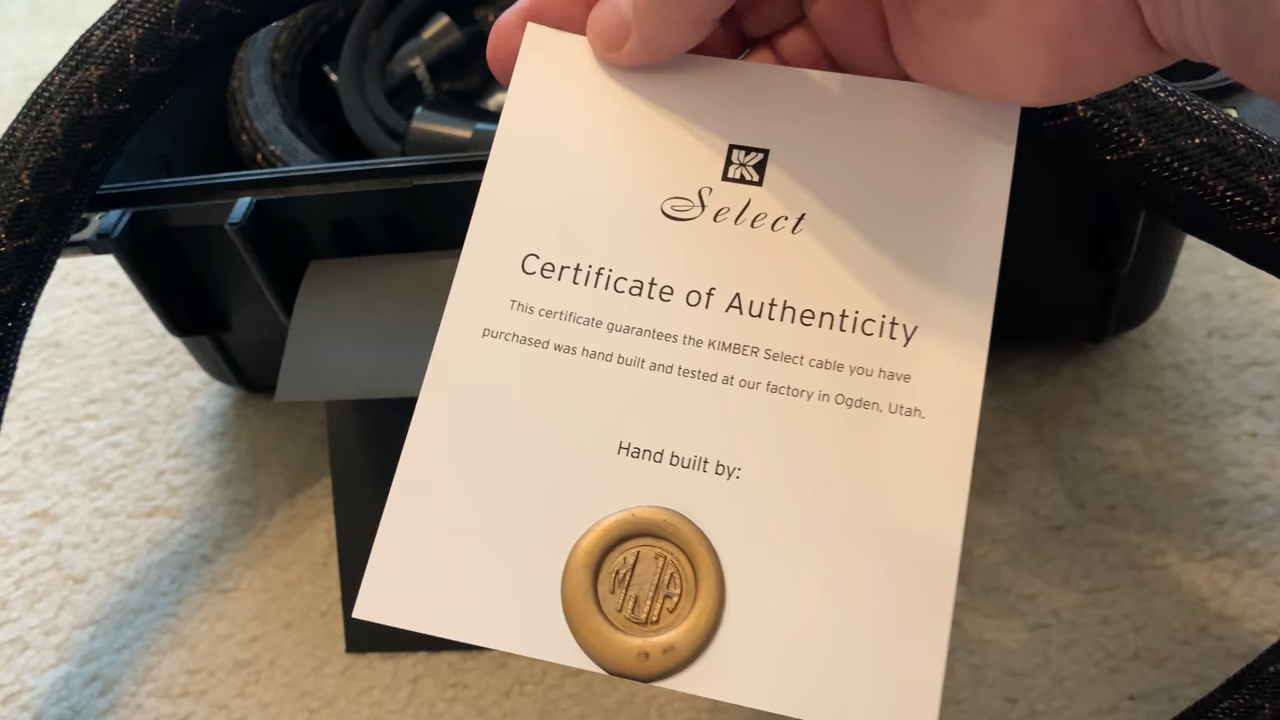 K
Select
Certificate of Authenticity
This certificate guarantees the KIMBER Select cable you have
purchased was hand built and tested at our factory in Ogden, Utah.
Hand built by:
MJA